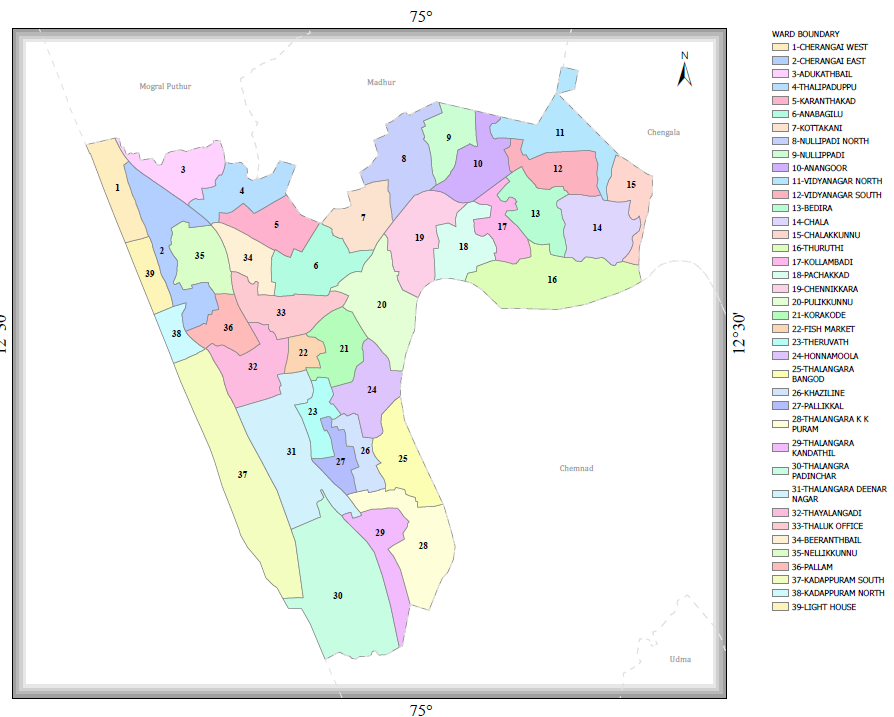 75°
WARD BOUNDARY
1-CHERANGAI WEST
2-CHERANGAI EAST
3-ADUKATHBAIL
4-THALIPADUPPU
5-KARANTHAKAD
6-ANABAGILU
7-KOTTAKANI
8-NULLIPADI NORTH
9-NULLIPPADI
10-ANANGOOR
11-VIDYANAGAR NORTH
12-VIDYANAGAR SOUTH
13-BEDIRA
14-CHALA
15-CHALAKKUNNU
16-THURUTHI
17-KOLLAMBADI
18-PACHAKKAD
19-CHENNIKKARA
20-PULIKKUNNU
21-KORAKODE
22-FISH MARKET
23-THERUVATH
24-HONNAMOOLA
25-THALANGARA
BANGOD
26-KHAZILINE
27-PALLIKKAL
28-THALANGARA K K
PURAM
29-THALANGARA
KANDATHIL
30-THALANGRA
PADINCHAR
31-THALANGARA DEENAR
NAGAR
32-THAYALANGADI
33-THALUK OFFICE
34-BEERANTHBAIL
35-NELLIKKUNNU
36-PALLAM
37-KADAPPURAM SOUTH
38-KADAPPURAM NORTH
39-LIGHT HOUSE
N
Mogral Puthur
Madhur
Chengala
11
9
8
10
12
3
15
1
4
13
7
5
17
14
19
18
2
35
34
6
39
16
20
33
36
38
21
22
32
24
23
31
26
25
27
Chemnad
37
29
28
30
Udma
12°30'
75°